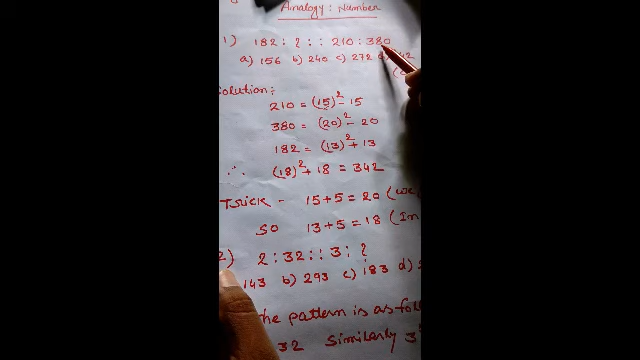 Analogy: Number
1) 182 : ? : : 210 : 380
a) 156 b) 240 c) 272 342
Solution:
210 = (15)² - 15
380 = (20)² - 20
182 = (13)² + 13
∴ (18)² + 18 = 342
Trick - 15 + 5 = 20
So 13 + 5 = 18
2) 2 : 32 : : 3 : ?
143 b) 293 c) 183 d)
The pattern is as
32 Similarly 3